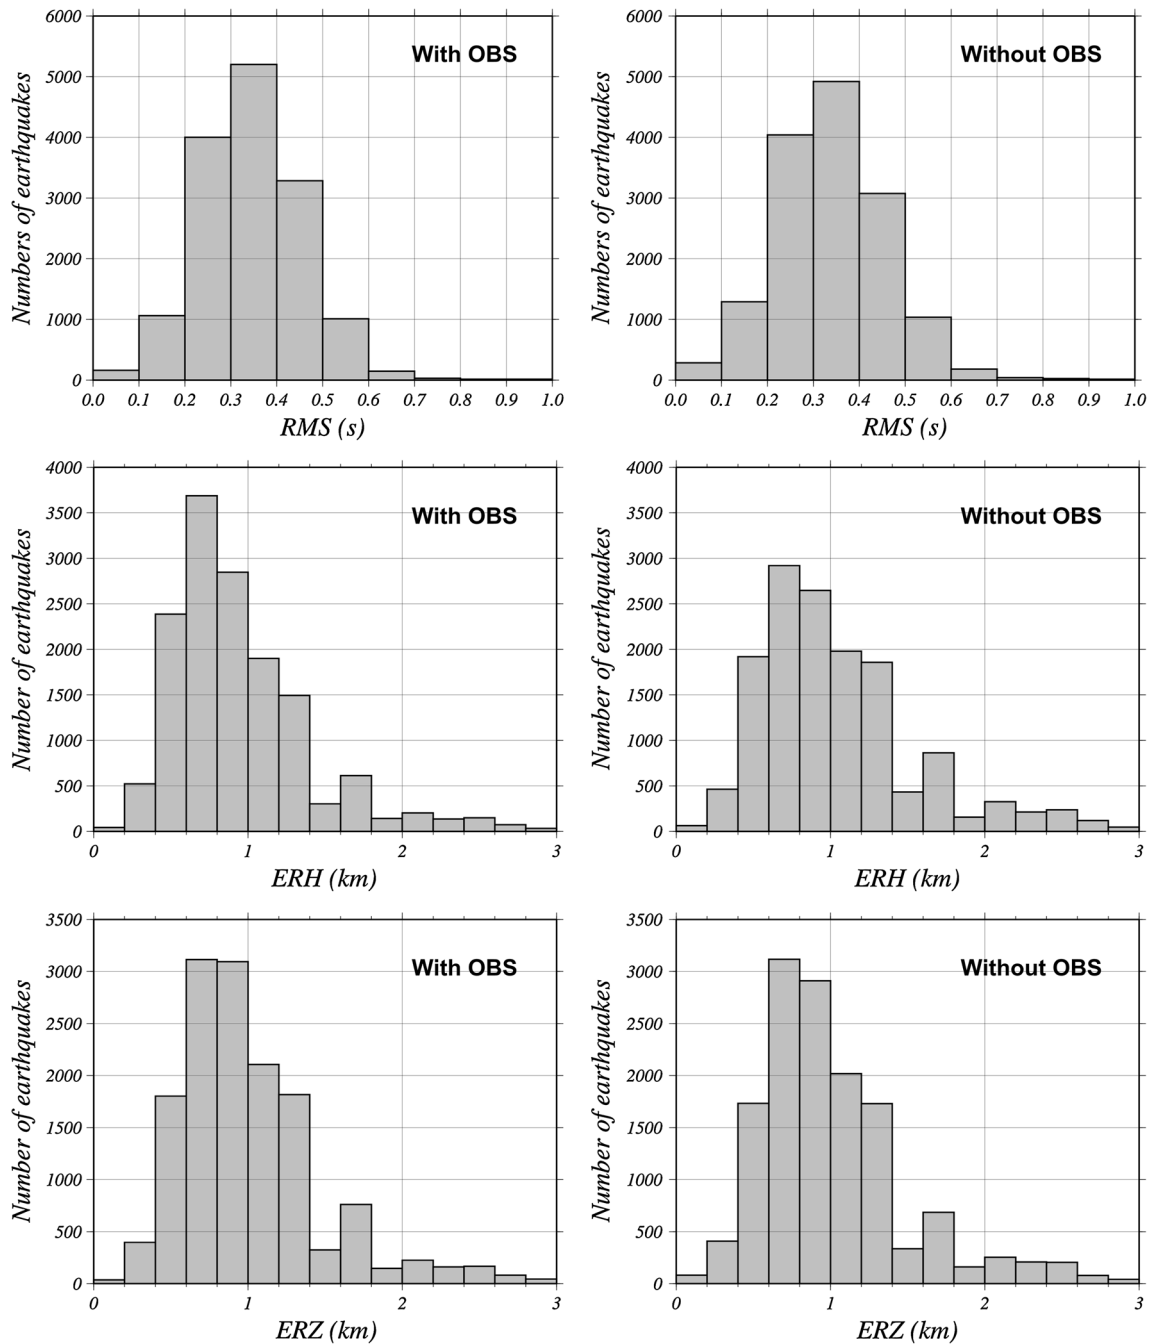 6000
5000
4000
3000
2000
1000
0
Numbers of earthquakes
With OBS
0.0 0.1 0.2 0.3 0.4 0.5 0.6 0.7 0.8 0.9 1.0
RMS (s)
6000
5000
4000
3000
2000
1000
0
Numbers of earthquakes
Without OBS
0.0 0.1 0.2 0.3 0.4 0.5 0.6 0.7 0.8 0.9 1.0
RMS (s)
4000
3500
3000
2500
2000
1500
1000
500
0
Number of earthquakes
With OBS
0 1 2 3
ERH (km)
4000
3500
3000
2500
2000
1500
1000
500
0
Number of earthquakes
Without OBS
0 1 2 3
ERH (km)
3500
3000
2500
2000
1500
1000
500
0
Number of earthquakes
With OBS
0 1 2 3
ERZ (km)
3500
3000
2500
2000
1500
1000
500
0
Number of earthquakes
Without OBS
0 1 2 3
ERZ (km)